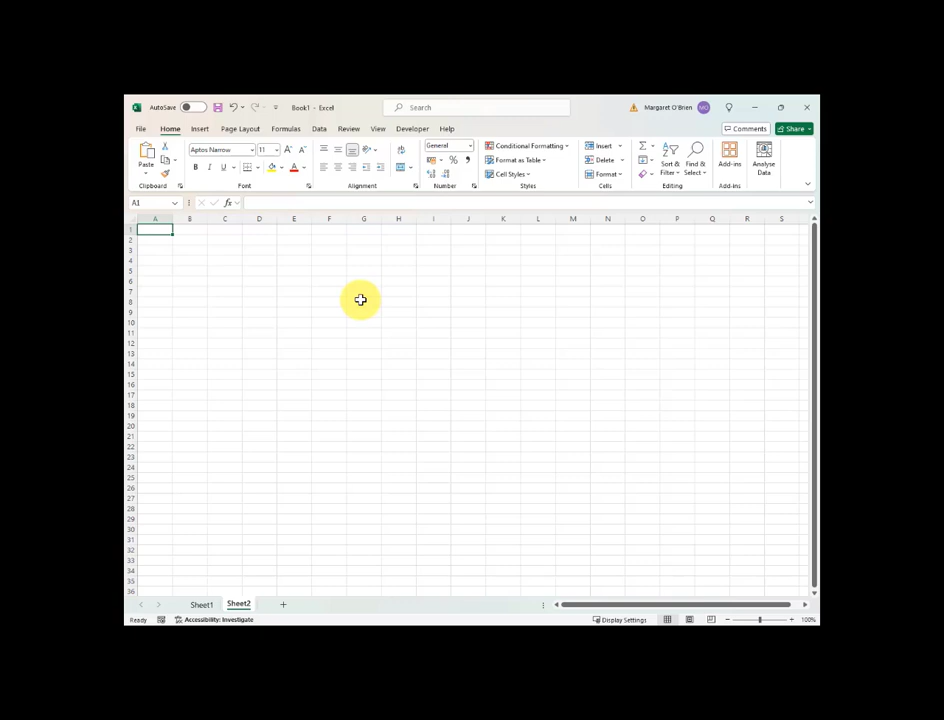 AutoSave Book1 - Excel Search Margaret O'Brien MO
File Home Insert Page Layout Formulas Data Review View Developer Help Comments Share
Paste
Clipboard
Aptos Narrow 11 A A
B I U A
Font
Alignment
General
%
Number
Conditional Formatting
Format as Table
Cell Styles
Styles
Insert
Delete
Format
Cells
Sort & Filter
Find & Select
Editing
Add-ins
Add-ins
Analyse Data
A1 fx
A B C D E F G H I J K L M N O P Q R S
1
2
3
4
5
6
7
8
9
10
11
12
13
14
15
16
17
18
19
20
21
22
23
24
25
26
27
28
29
30
31
32
33
34
35
36
Sheet1 Sheet2
Ready Accessibility: Investigate Display Settings 100%